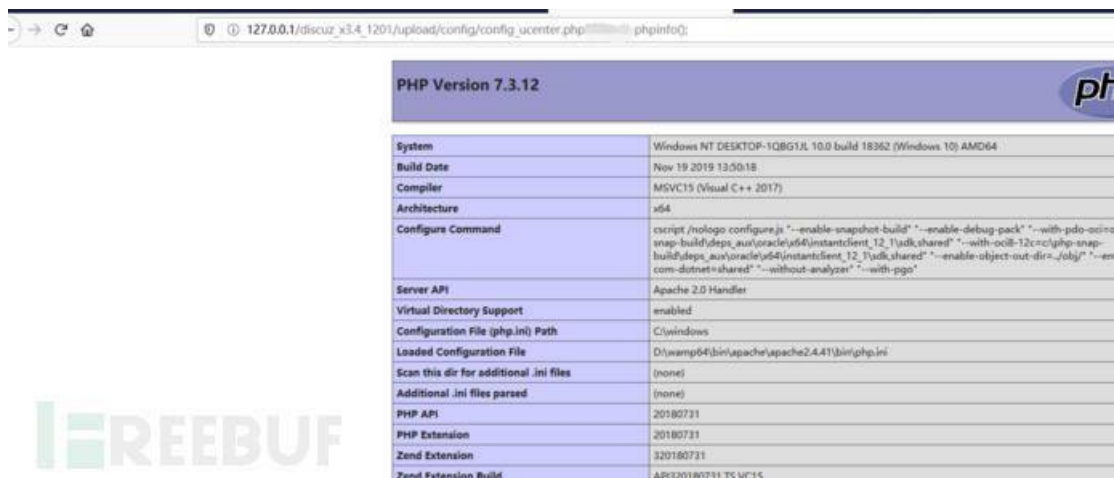 127.0.0.1/discuz_x3.4_1201/upload/config/config_ucenter.php phpinfo();
PHP Version 7.3.12
ph
System Windows NT DESKTOP-1QBG1JL 10.0 build 18362 (Windows 10) AMD64
Build Date Nov 19 2019 13:50:18
Compiler MSVC15 (Visual C++ 2017)
Architecture x64
Configure Command cscript /nologo configure.js "--enable-snapshot-build" "--enable-debug-pack" "--with-pdo-oci=c
snap-build\deps_aux\oracle\x64\instantclient_12_1\sdk,shared" "--with-oci8-12c=c:\php-snap-
build\deps_aux\oracle\x64\instantclient_12_1\sdk,shared" "--enable-object-out-dir=../obj/" "--en
com-dotnet=shared" "--without-analyzer" "--with-pgo"
Server API Apache 2.0 Handler
Virtual Directory Support enabled
Configuration File (php.ini) Path C:\windows
Loaded Configuration File D:\wamp64\bin\apache\apache2.4.41\bin\php.ini
Scan this dir for additional .ini files (none)
Additional .ini files parsed (none)
PHP API 20180731
PHP Extension 20180731
Zend Extension 320180731
Zend Extension Build API320180731,TS,VC15
FREEBUF